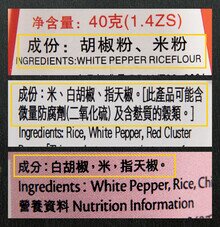 净含量: 40克(1.4ZS)
成份: 胡椒粉、米粉
INGREDIENTS:WHITE PEPPER RICEFLOUR
成份:米、白胡椒、指天椒。[此產品可能含
微量防腐劑(二氧化硫)及含麩質的穀類。]
Ingredients: Rice, White Pepper, Red Cluster
成分:白胡椒,米,指天椒。
Ingredients: White Pepper, Rice, Chi
營養資料 Nutrition Information